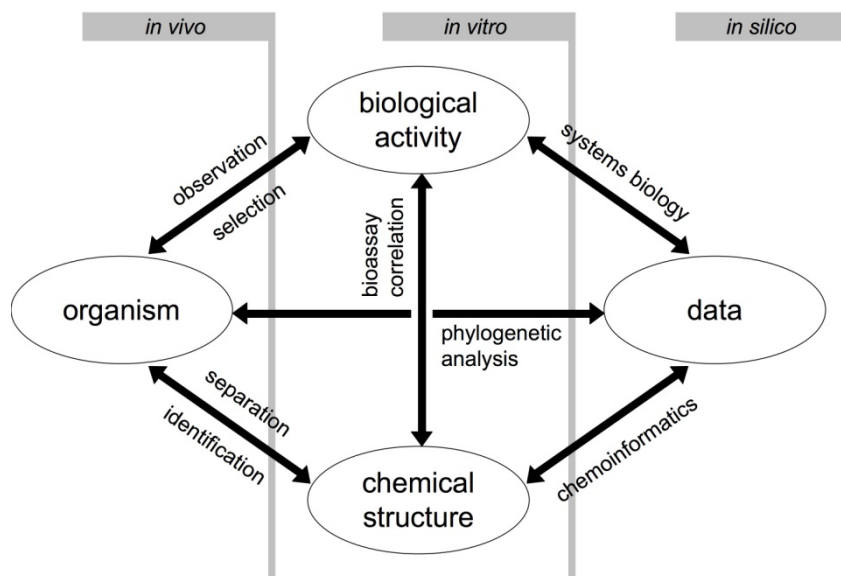 in vivo
in vitro
in silico
biological
activity
observation
selection
systems biology
bioassay
correlation
organism
data
phylogenetic
analysis
separation
identification
chemoinformatics
chemical
structure